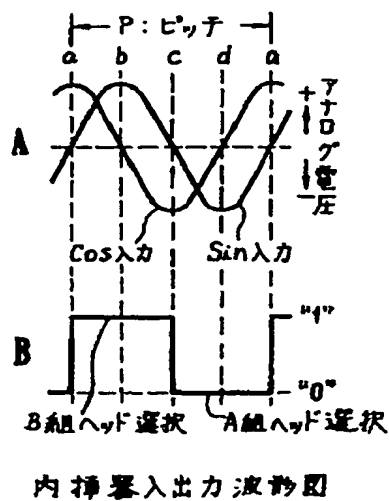 P:ピッチ
a b c d a
A
+
アナログ電圧
−
Cos入力 Sin入力
B
"1"
"0"
B組ヘッド選択 A組ヘッド選択
内挿器入出力波形図